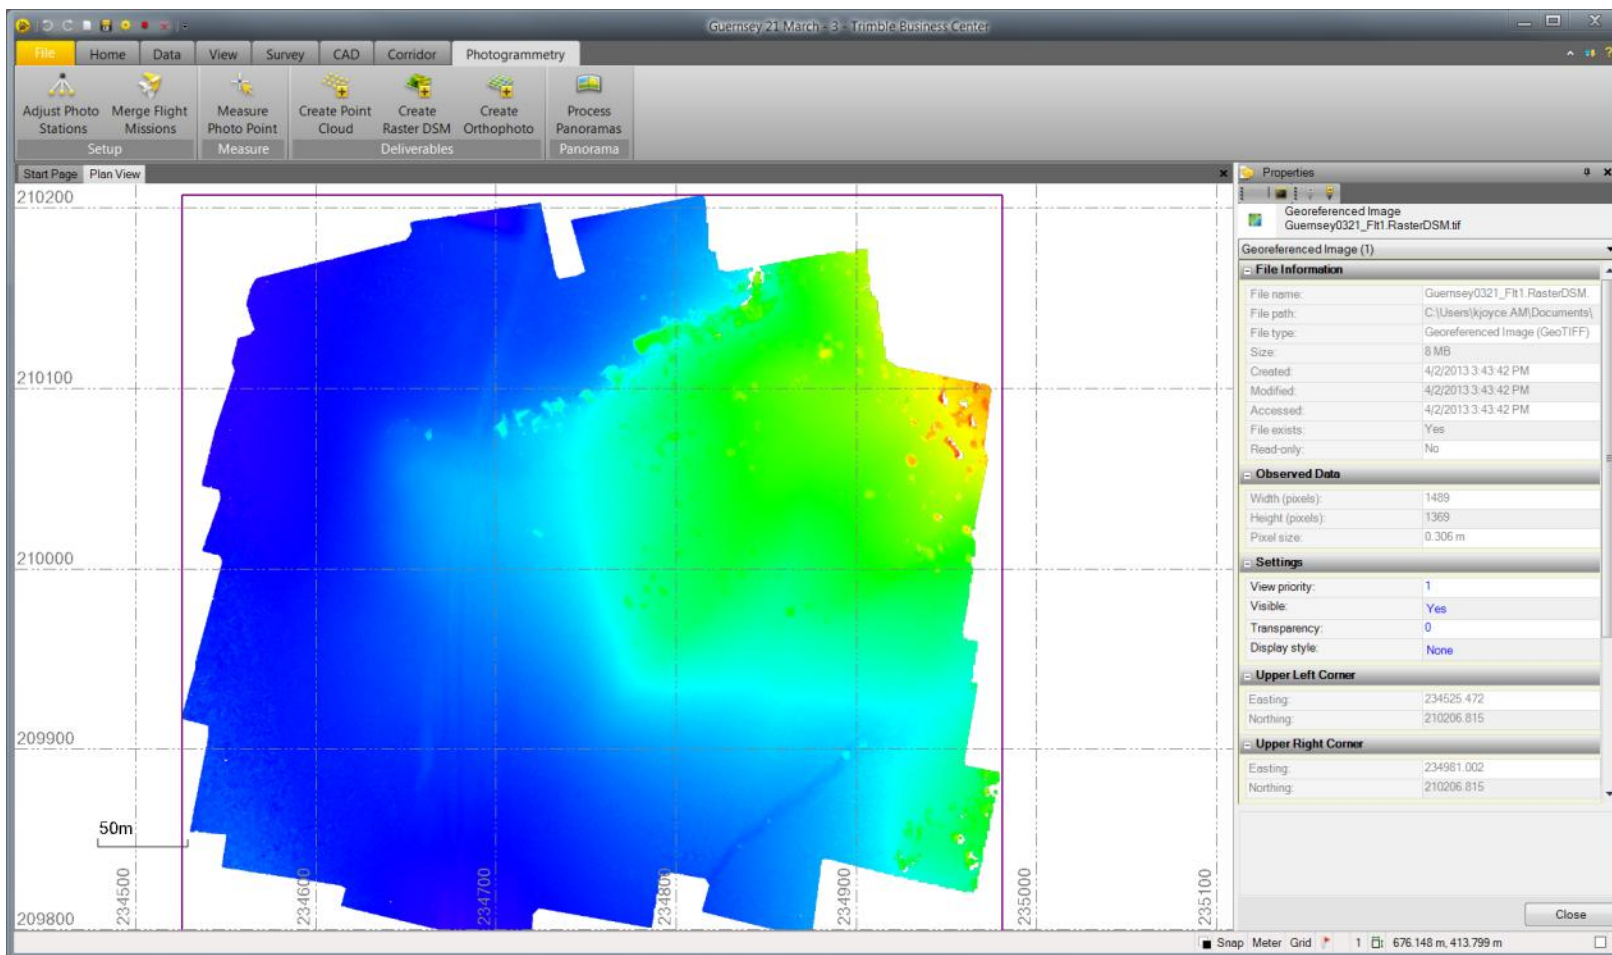 Guernsey 21 March - 3 - Trimble Business Center
File Home Data View Survey CAD Corridor Photogrammetry
Adjust Photo Stations
Merge Flight Missions
Measure Photo Point
Create Point Cloud
Create Raster DSM
Create Orthophoto
Process Panoramas
Setup Measure Deliverables Panorama
Start Page Plan View
210200
210100
210000
209900
209800
50m
234500
234600
234700
234800
234900
235000
235100
Properties
Georeferenced Image
Guernsey0321_Flt1.RasterDSM.tif
Georeferenced Image (1)
File Information
File name: Guernsey0321_Flt1.RasterDSM.
File path: C:\Users\kjoyce.AM\Documents\
File type: Georeferenced Image (GeoTIFF)
Size: 8 MB
Created: 4/2/2013 3:43:42 PM
Modified: 4/2/2013 3:43:42 PM
Accessed: 4/2/2013 3:43:42 PM
File exists: Yes
Read-only: No
Observed Data
Width (pixels): 1489
Height (pixels): 1369
Pixel size: 0.306 m
Settings
View priority: 1
Visible: Yes
Transparency: 0
Display style: None
Upper Left Corner
Easting: 234525.472
Northing: 210206.815
Upper Right Corner
Easting: 234981.002
Northing: 210206.815
Close
Snap Meter Grid 1 676.148 m, 413.799 m